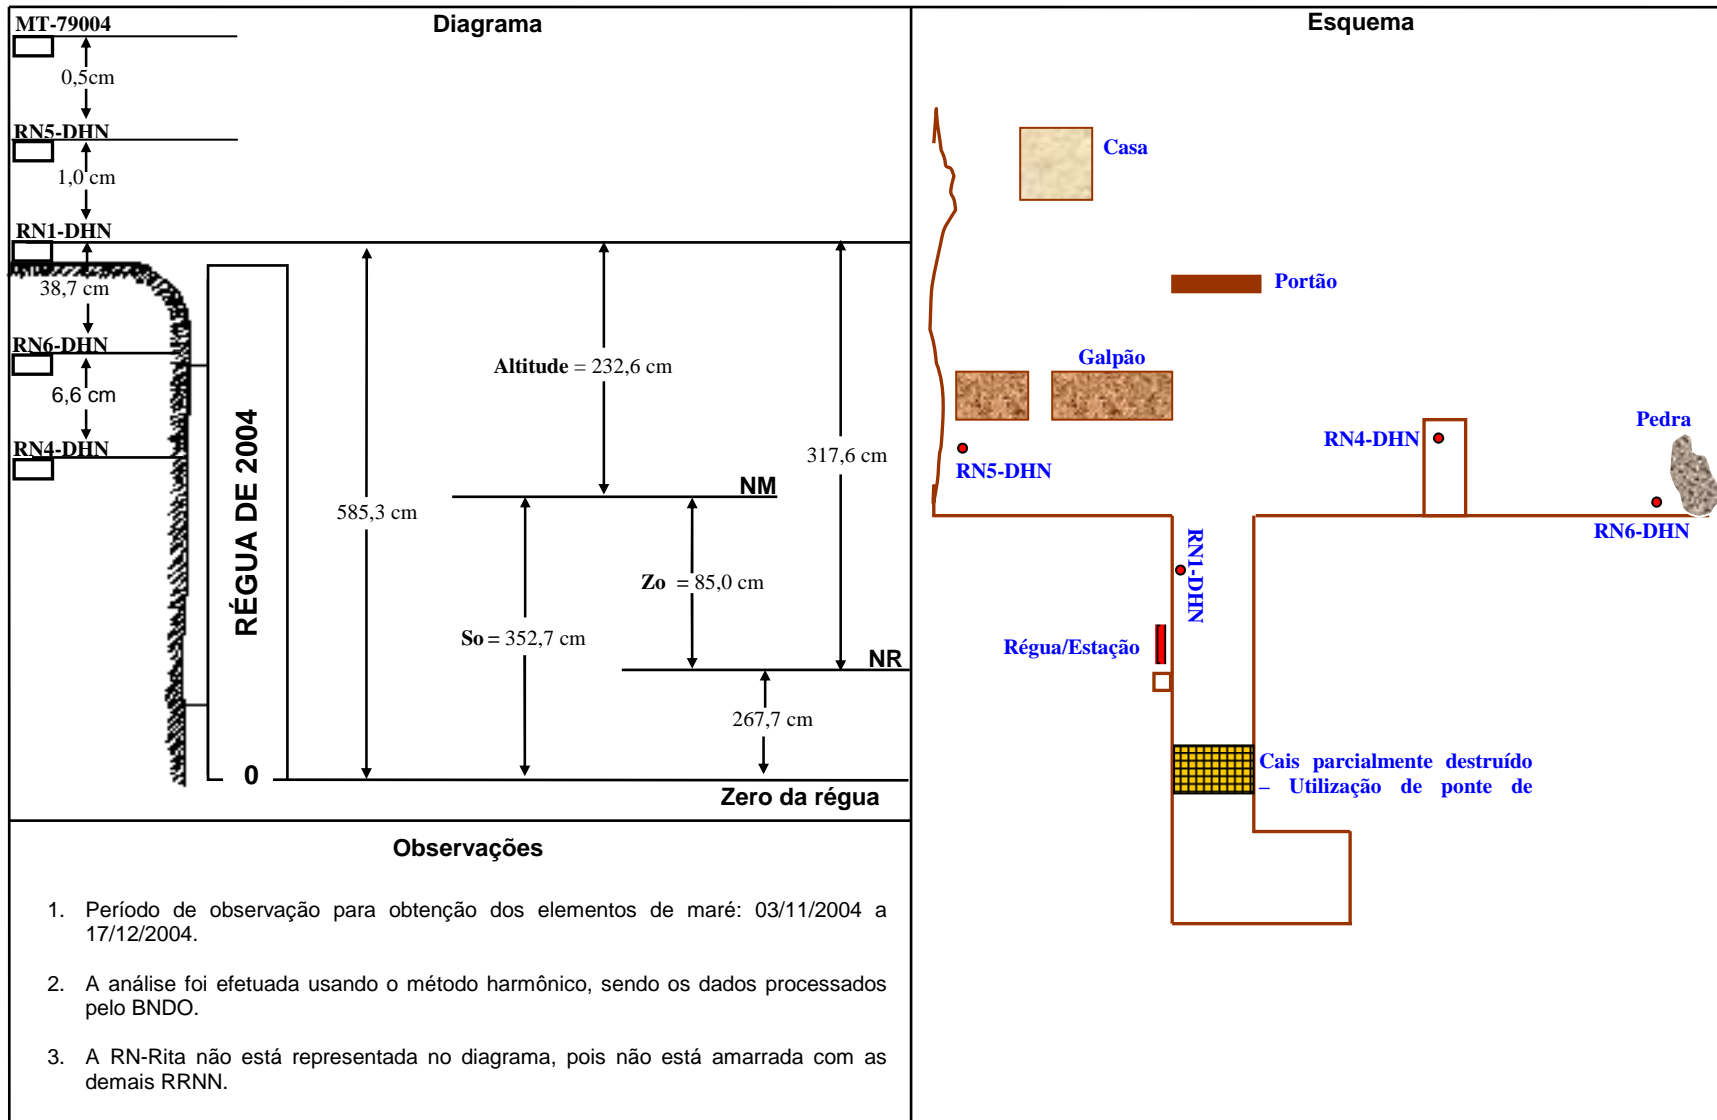 Diagrama
MT-79004
0,5cm
RN5-DHN
1,0 cm
RN1-DHN
38,7 cm
RN6-DHN
6,6 cm
RN4-DHN
RÉGUA DE 2004
0
585,3 cm
Altitude = 232,6 cm
317,6 cm
NM
Zo = 85,0 cm
So = 352,7 cm
NR
267,7 cm
Zero da régua
Observações
1. Período de observação para obtenção dos elementos de maré: 03/11/2004 a
17/12/2004.
2. A análise foi efetuada usando o método harmônico, sendo os dados processados
pelo BNDO.
3. A RN-Rita não está representada no diagrama, pois não está amarrada com as
demais RRNN.
Esquema
Casa
Portão
Galpão
RN5-DHN
RN4-DHN
Pedra
RN6-DHN
RN1-DHN
Régua/Estação
Cais parcialmente destruído
– Utilização de ponte de